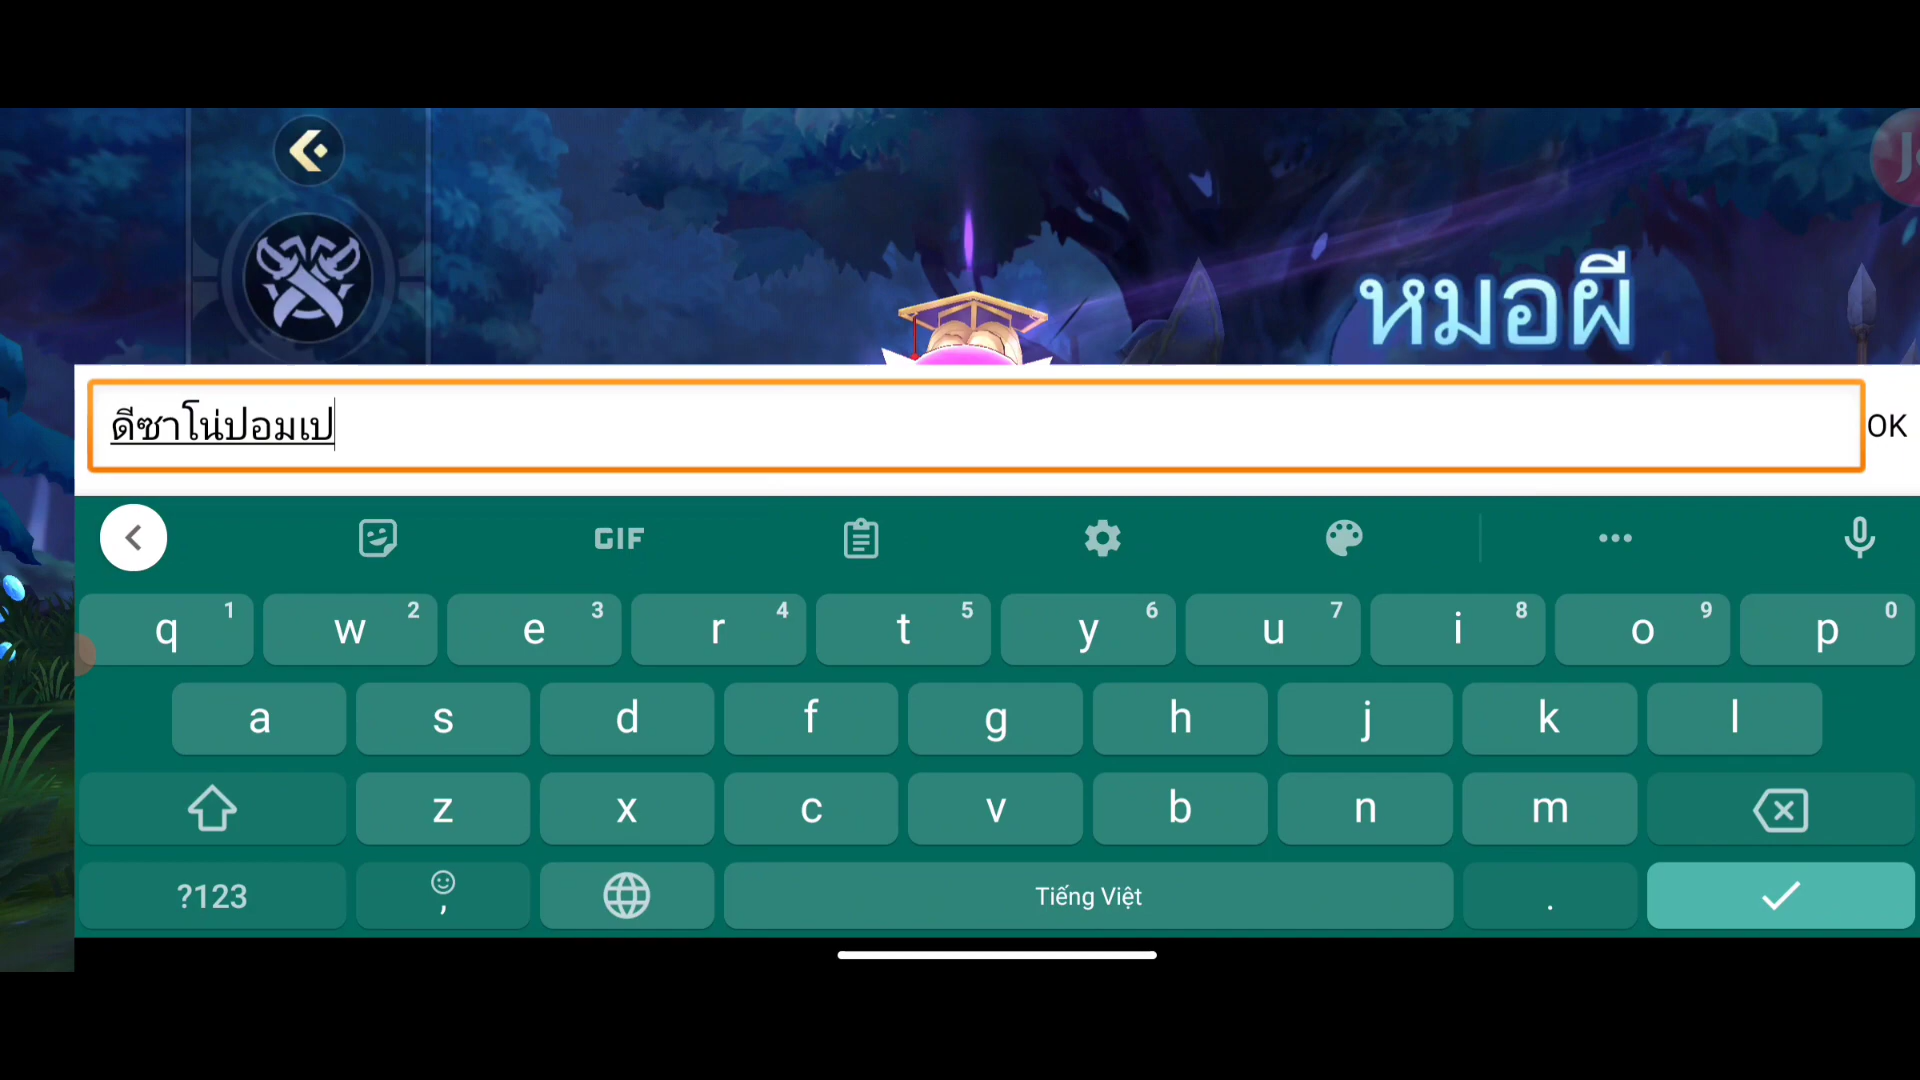 หมอผี
ดีซาโน่ปอมเป
OK
GIF
q 1 w 2 e 3 r 4 t 5 y 6 u 7 i 8 o 9 p 0
a s d f g h j k l
z x c v b n m
?123 , Tiếng Việt .